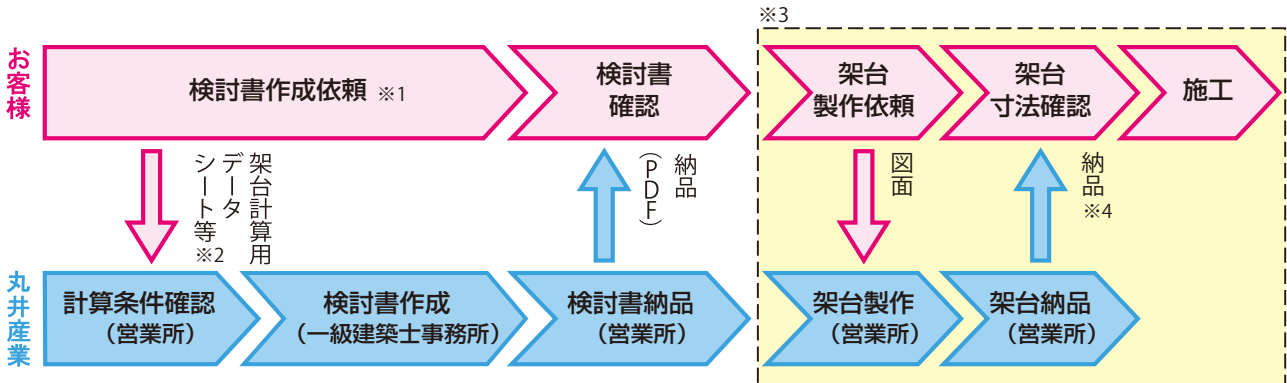 ※3
お客様
検討書作成依頼 ※1
検討書
確認
架台
製作依頼
架台
寸法確認
施工
架台計算用
データ
シート等※2
納品
(PDF)
図面
納品
※4
丸井産業
計算条件確認
（営業所）
検討書作成
（一級建築士事務所）
検討書納品
（営業所）
架台製作
（営業所）
架台納品
（営業所）